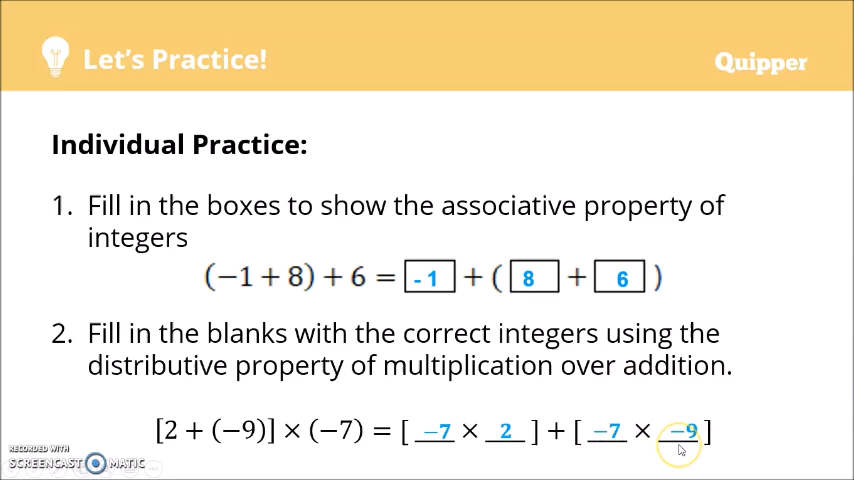 Let's Practice!
Quipper
Individual Practice:
1. Fill in the boxes to show the associative property of
integers
(−1 + 8) + 6 = -1 + ( 8 + 6 )
2. Fill in the blanks with the correct integers using the
distributive property of multiplication over addition.
[2 + (−9)] × (−7) = [ −7 × 2 ] + [ −7 × −9 ]
RECORDED WITH
SCREENCAST MATIC